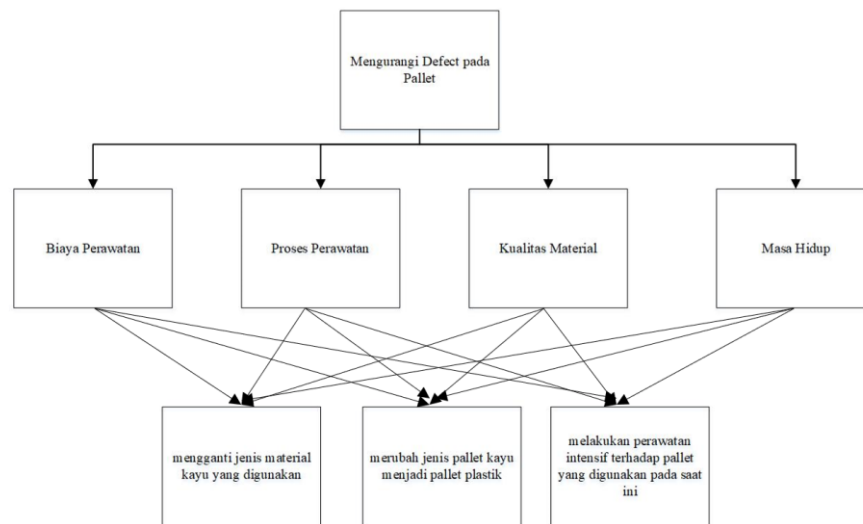 Mengurangi Defect pada
Pallet
Biaya Perawatan
Proses Perawatan
Kualitas Material
Masa Hidup
mengganti jenis material
kayu yang digunakan
merubah jenis pallet kayu
menjadi pallet plastik
melakukan perawatan
intensif terhadap pallet
yang digunakan pada saat
ini